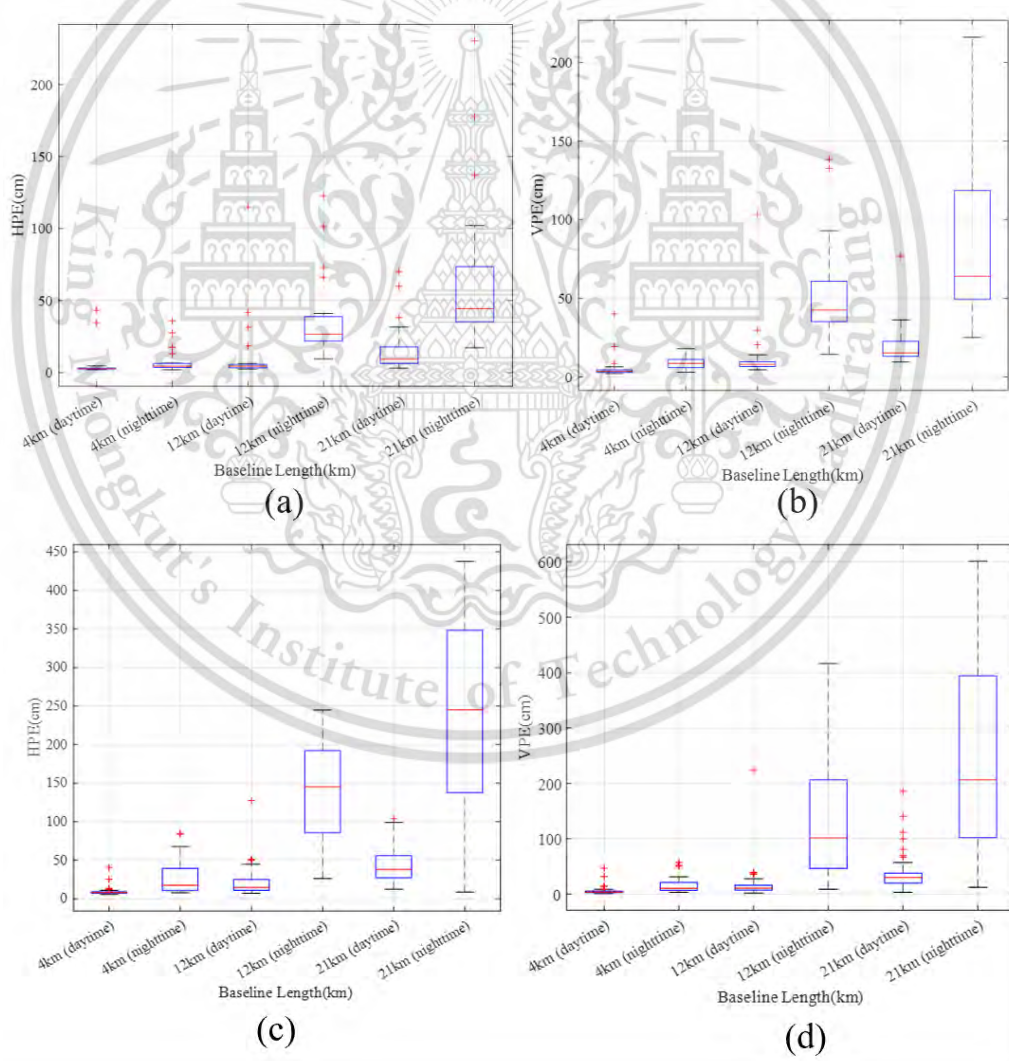 HPE(cm)
200
150
100
50
0
4km (daytime)
4km (nighttime)
12km (daytime)
12km (nighttime)
21km (daytime)
21km (nighttime)
Baseline Length(km)
(a)
VPE(cm)
200
150
100
50
0
4km (daytime)
4km (nighttime)
12km (daytime)
12km (nighttime)
21km (daytime)
21km (nighttime)
Baseline Length(km)
(b)
King Mongkut's Institute of Technology Ladkrabang
HPE(cm)
450
400
350
300
250
200
150
100
50
0
4km (daytime)
4km (nighttime)
12km (daytime)
12km (nighttime)
21km (daytime)
21km (nighttime)
Baseline Length(km)
(c)
VPE(cm)
600
500
400
300
200
100
0
4km (daytime)
4km (nighttime)
12km (daytime)
12km (nighttime)
21km (daytime)
21km (nighttime)
Baseline Length(km)
(d)